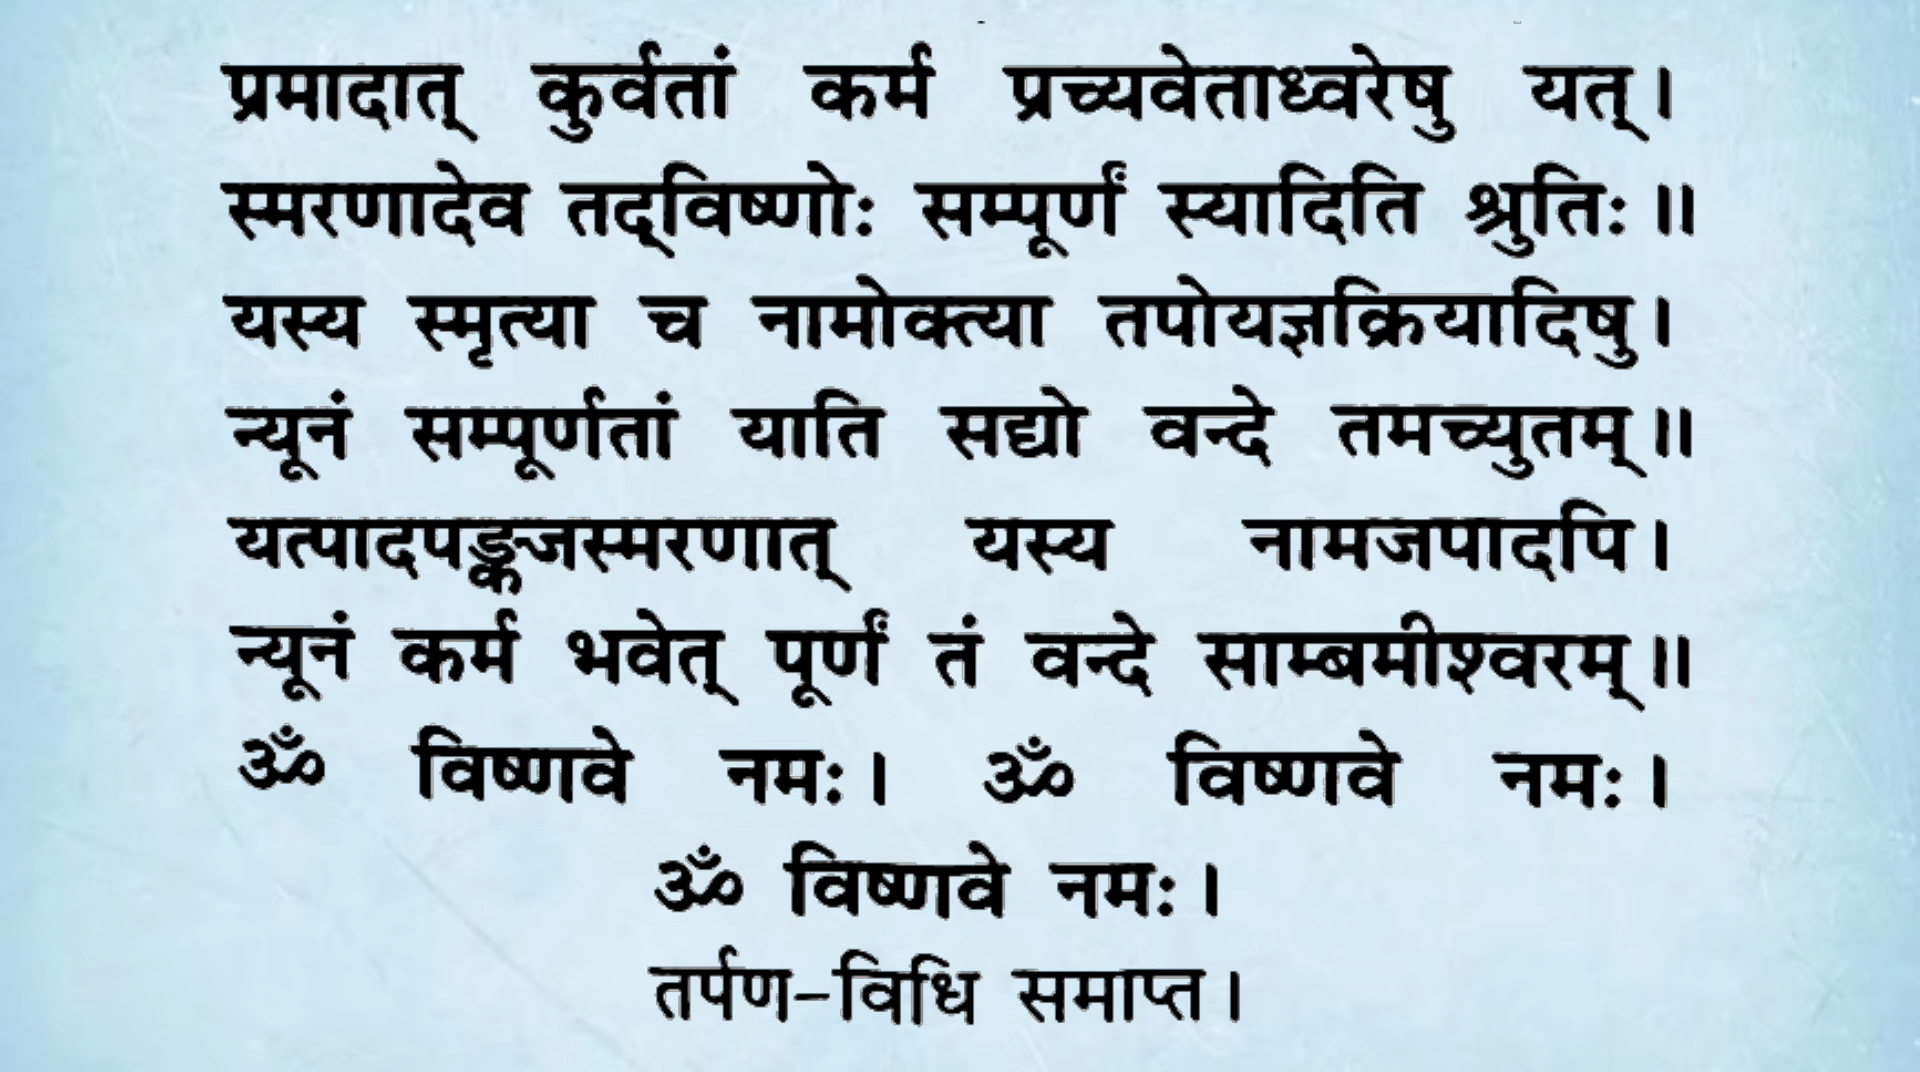 प्रमादात् कुर्वतां कर्म प्रच्यवेताध्वरेषु यत्।
स्मरणादेव तद्‌विष्णोः सम्पूर्णं स्यादिति श्रुतिः॥
यस्य स्मृत्या च नामोक्त्या तपोयज्ञक्रियादिषु।
न्यूनं सम्पूर्णतां याति सद्यो वन्दे तमच्युतम्॥
यत्पादपङ्कजस्मरणात् यस्य नामजपादपि।
न्यूनं कर्म भवेत् पूर्णं तं वन्दे साम्बमीश्वरम्॥
ॐ विष्णवे नमः। ॐ विष्णवे नमः।
ॐ विष्णवे नमः।
तर्पण-विधि समाप्त।